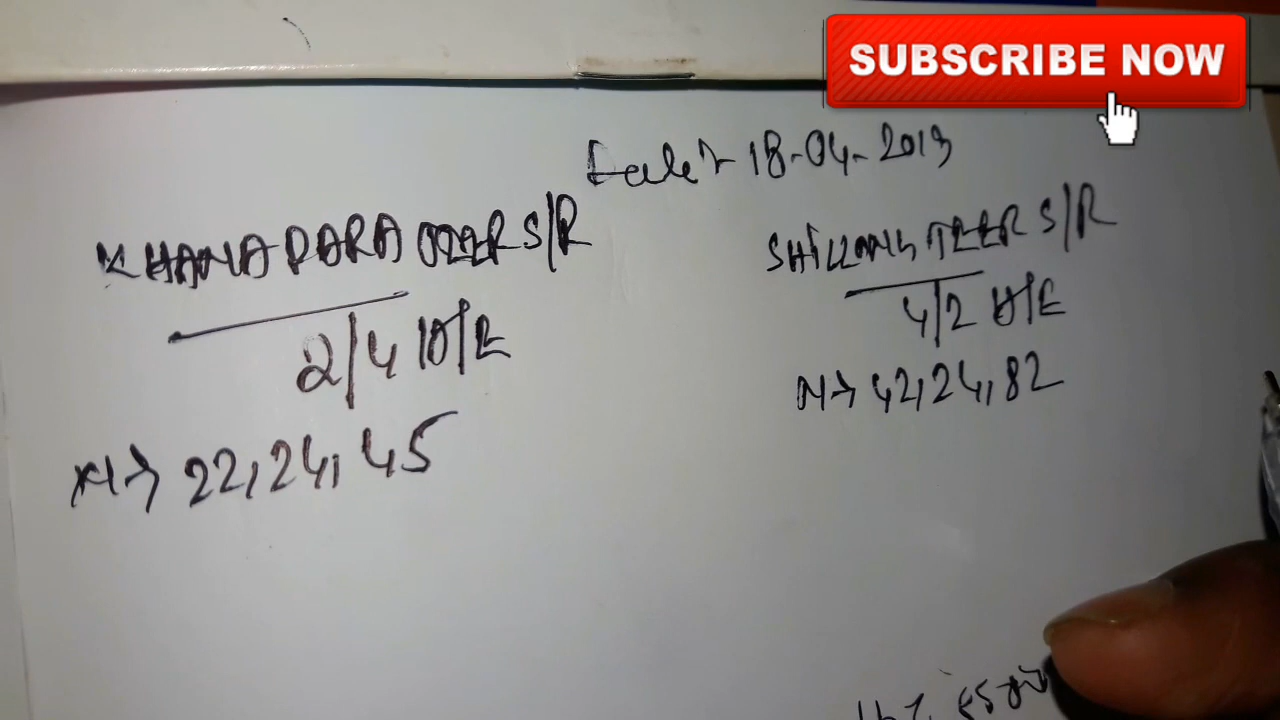 SUBSCRIBE NOW
Date:- 18-04-2019
KHANAPARA TEER S/R
2/4 H/E
N→ 22,24,45
SHILLONG TEER S/R
4/2 H/E
N→ 42,24,82